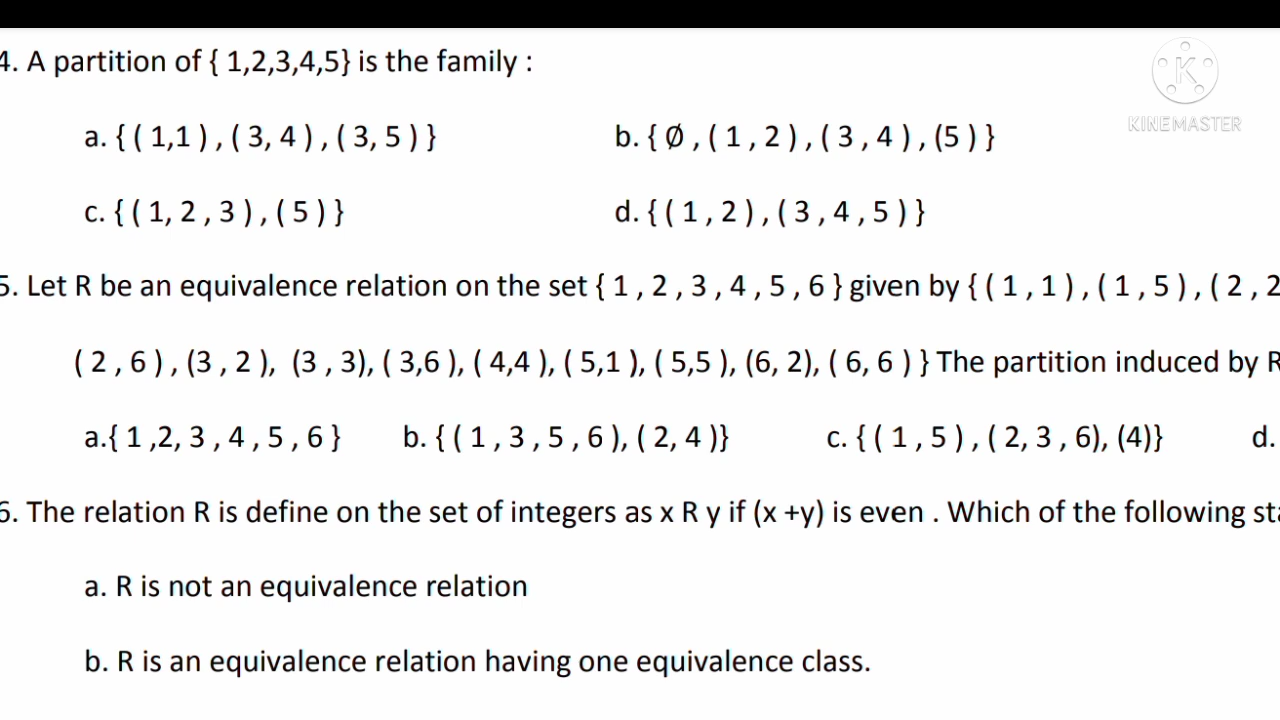 4. A partition of { 1,2,3,4,5} is the family :
KINEMASTER
a. { ( 1,1 ) , ( 3, 4 ) , ( 3, 5 ) }
b. { Ø , ( 1 , 2 ) , ( 3 , 4 ) , (5 ) }
c. { ( 1, 2 , 3 ) , ( 5 ) }
d. { ( 1 , 2 ) , ( 3 , 4 , 5 ) }
5. Let R be an equivalence relation on the set { 1 , 2 , 3 , 4 , 5 , 6 } given by { ( 1 , 1 ) , ( 1 , 5 ) , ( 2 , 2
( 2 , 6 ) , (3 , 2 ), (3 , 3), ( 3,6 ), ( 4,4 ), ( 5,1 ), ( 5,5 ), (6, 2), ( 6, 6 ) } The partition induced by R
a.{ 1 ,2, 3 , 4 , 5 , 6 } b. { ( 1 , 3 , 5 , 6 ), ( 2, 4 )} c. { ( 1 , 5 ) , ( 2, 3 , 6), (4)} d.
6. The relation R is define on the set of integers as x R y if (x +y) is even . Which of the following
a. R is not an equivalence relation
b. R is an equivalence relation having one equivalence class.